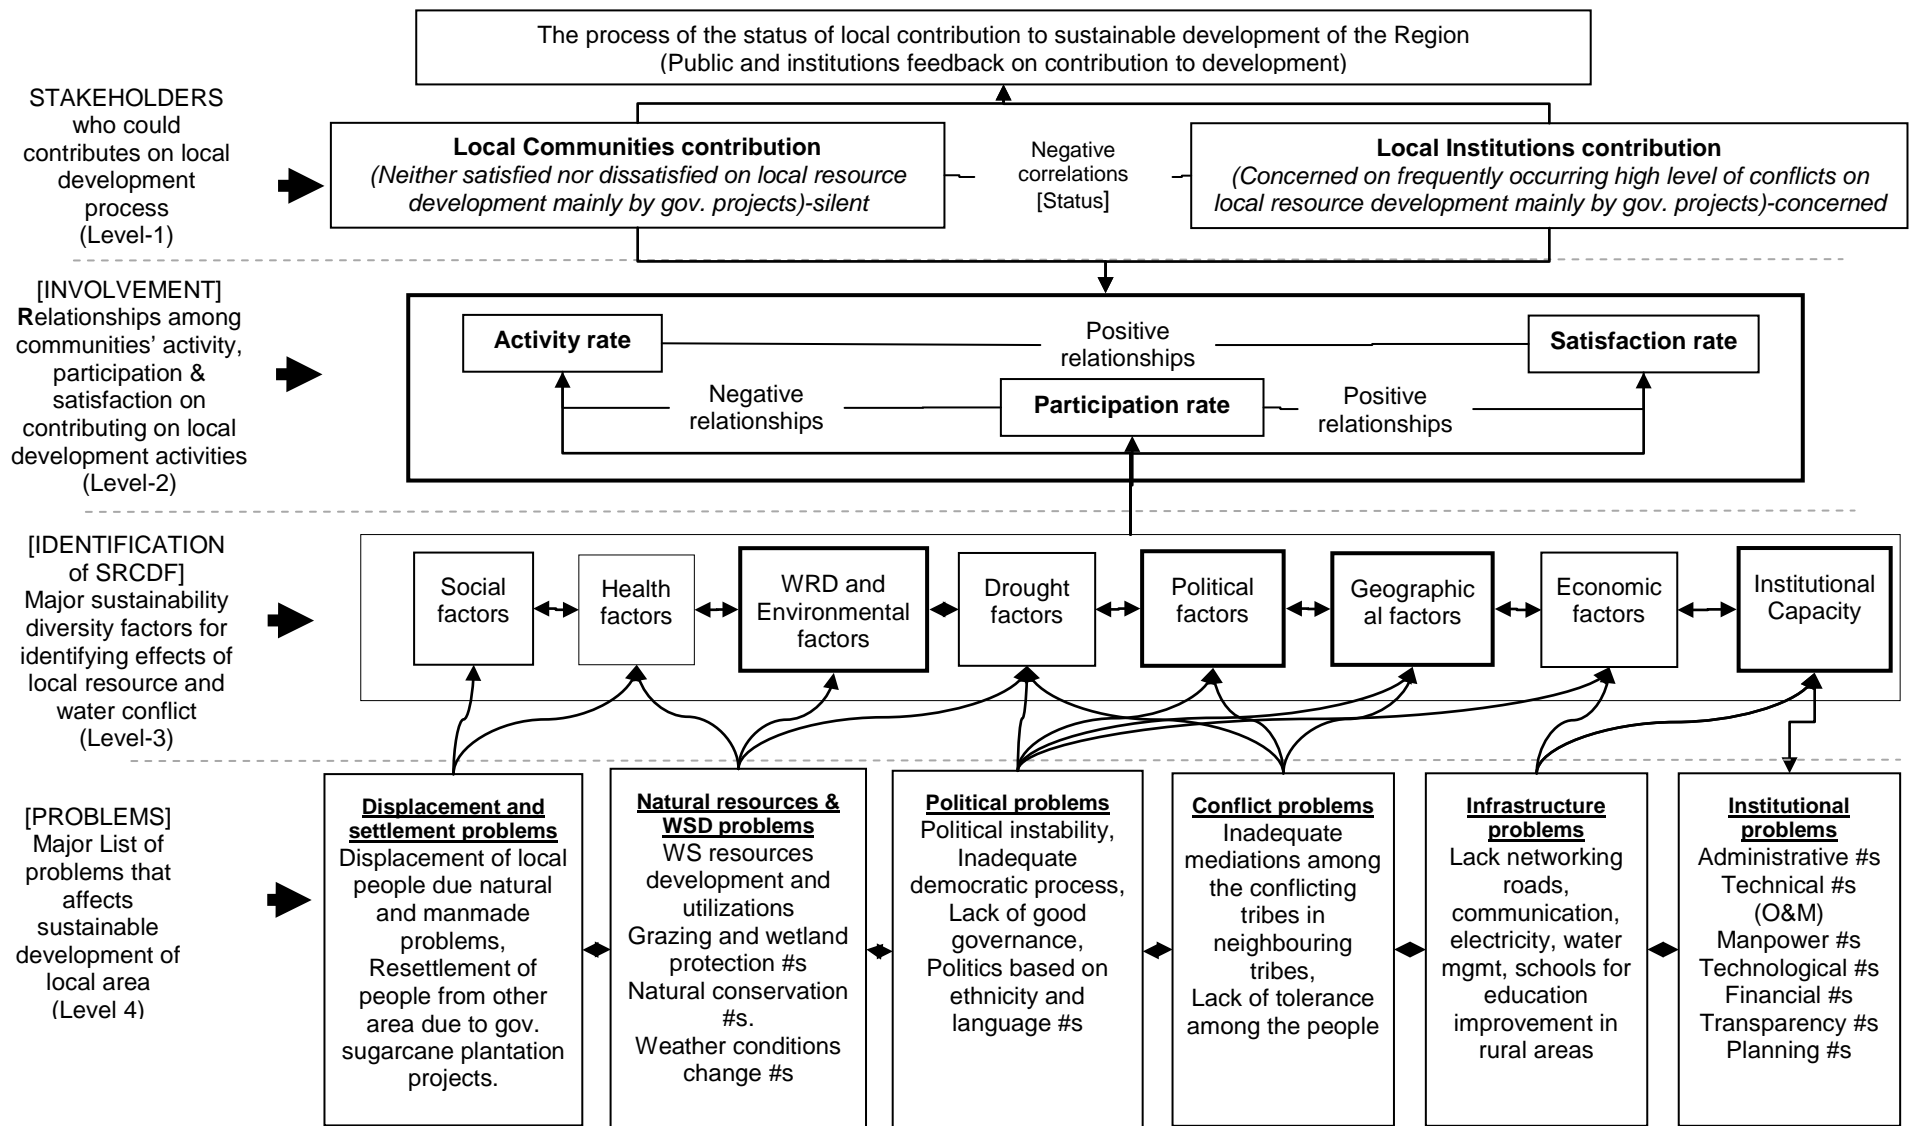 The process of the status of local contribution to sustainable development of the Region
(Public and institutions feedback on contribution to development)
STAKEHOLDERS
who could
contributes on local
development
process
(Level-1)
Local Communities contribution
(Neither satisfied nor dissatisfied on local resource
development mainly by gov. projects)-silent
Negative
correlations
[Status]
Local Institutions contribution
(Concerned on frequently occurring high level of conflicts on
local resource development mainly by gov. projects)-concerned
[INVOLVEMENT]
Relationships among
communities’ activity,
participation &
satisfaction on
contributing on local
development activities
(Level-2)
Activity rate
Positive
relationships
Satisfaction rate
Negative
relationships
Participation rate
Positive
relationships
[IDENTIFICATION
of SRCDF]
Major sustainability
diversity factors for
identifying effects of
local resource and
water conflict
(Level-3)
Social
factors
Health
factors
WRD and
Environmental
factors
Drought
factors
Political
factors
Geographic
al factors
Economic
factors
Institutional
Capacity
[PROBLEMS]
Major List of
problems that
affects
sustainable
development of
local area
(Level 4)
Displacement and
settlement problems
Displacement of local
people due natural
and manmade
problems,
Resettlement of
people from other
area due to gov.
sugarcane plantation
projects.
Natural resources &
WSD problems
WS resources
development and
utilizations
Grazing and wetland
protection #s
Natural conservation
#s.
Weather conditions
change #s
Political problems
Political instability,
Inadequate
democratic process,
Lack of good
governance,
Politics based on
ethnicity and
language #s
Conflict problems
Inadequate
mediations among
the conflicting
tribes in
neighbouring
tribes,
Lack of tolerance
among the people
Infrastructure
problems
Lack networking
roads,
communication,
electricity, water
mgmt, schools for
education
improvement in
rural areas
Institutional
problems
Administrative #s
Technical #s
(O&M)
Manpower #s
Technological #s
Financial #s
Transparency #s
Planning #s